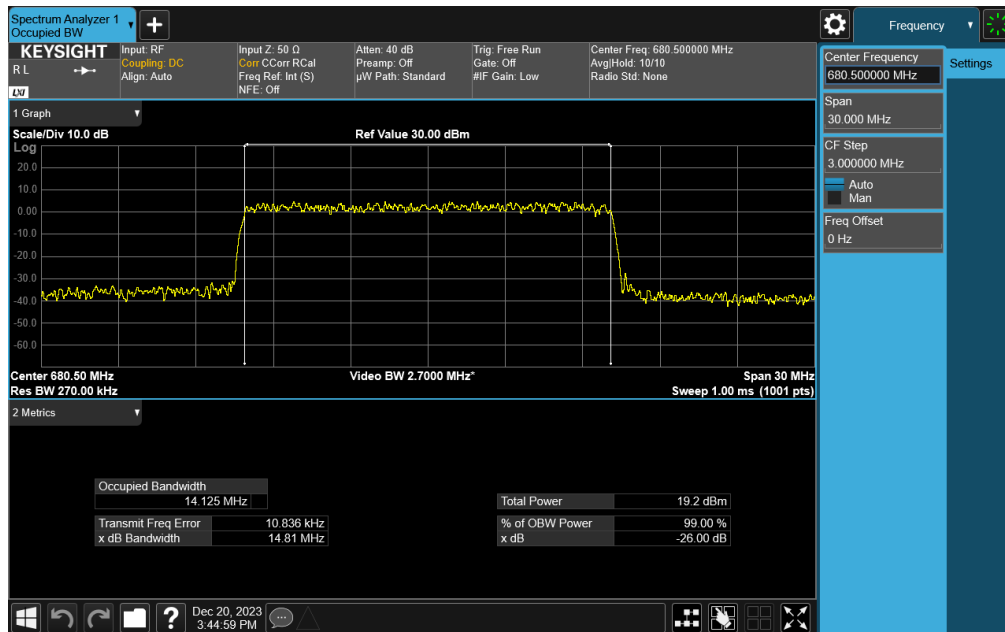 Spectrum Analyzer 1
Occupied BW
Frequency
KEYSIGHT
R L
LXI
Input: RF
Coupling: DC
Align: Auto
Input Z: 50 Ω
Corr CCorr RCal
Freq Ref: Int (S)
NFE: Off
Atten: 40 dB
Preamp: Off
µW Path: Standard
Trig: Free Run
Gate: Off
#IF Gain: Low
Center Freq: 680.500000 MHz
Avg|Hold: 10/10
Radio Std: None
Center Frequency
680.500000 MHz
Settings
Span
30.000 MHz
CF Step
3.000000 MHz
Auto
Man
Freq Offset
0 Hz
1 Graph
Scale/Div 10.0 dB
Ref Value 30.00 dBm
Log
20.0
10.0
0.00
-10.0
-20.0
-30.0
-40.0
-50.0
-60.0
Center 680.50 MHz
Video BW 2.7000 MHz*
Span 30 MHz
Res BW 270.00 kHz
Sweep 1.00 ms (1001 pts)
2 Metrics
Occupied Bandwidth
14.125 MHz
Total Power 19.2 dBm
Transmit Freq Error 10.836 kHz
% of OBW Power 99.00 %
x dB Bandwidth 14.81 MHz
x dB -26.00 dB
Dec 20, 2023
3:44:59 PM